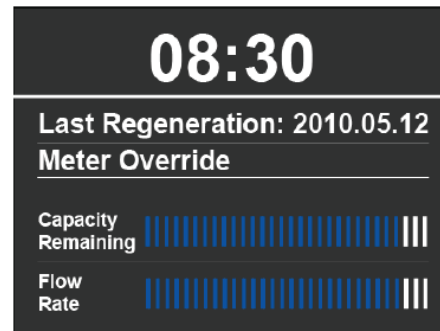 08:30
Last Regeneration: 2010.05.12
Meter Override
Capacity
Remaining
Flow
Rate